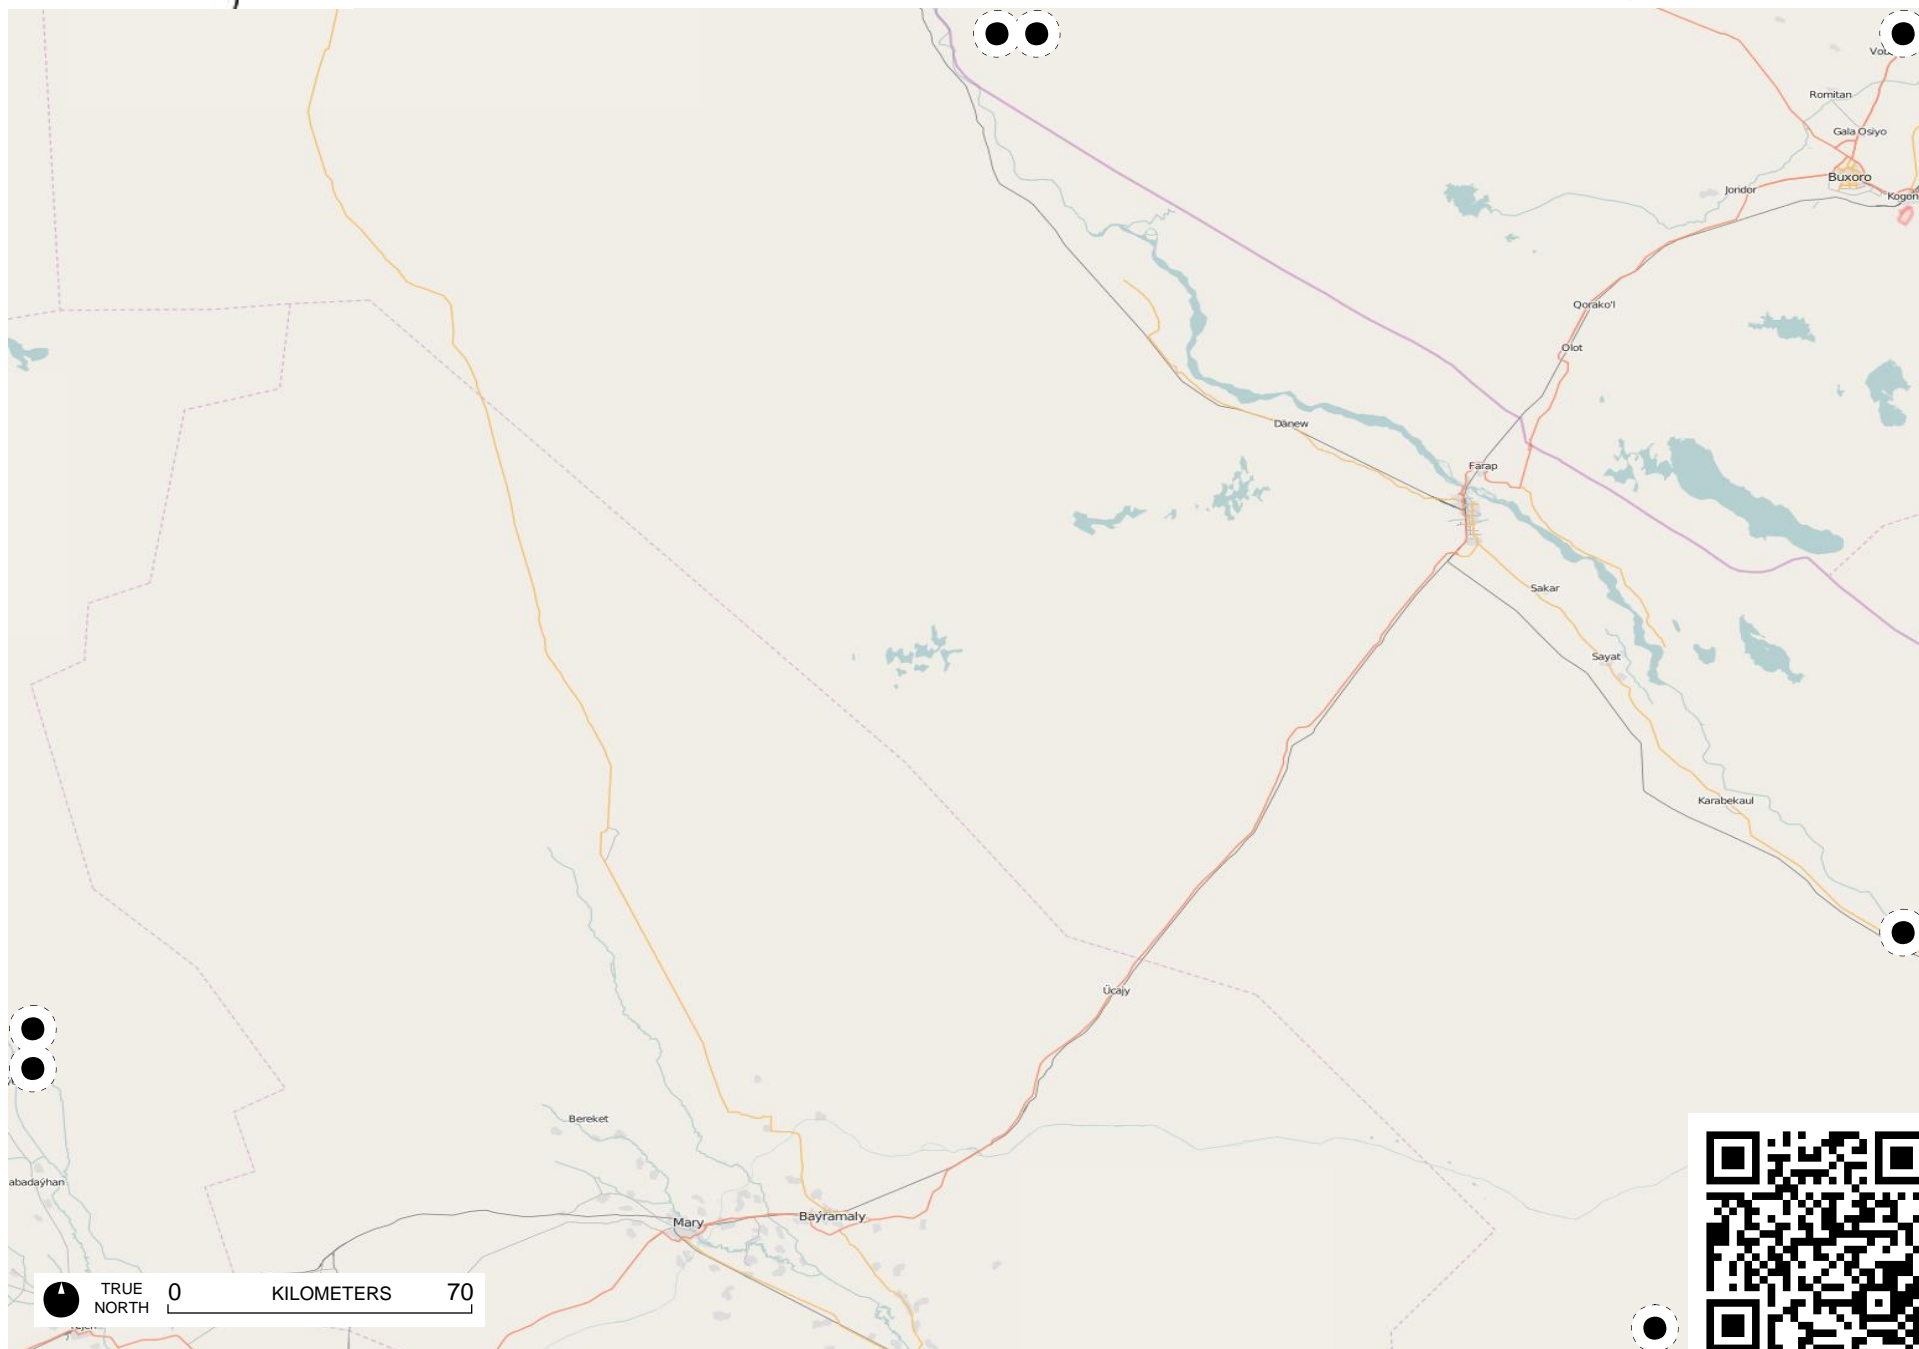 Romitan
Gala Osiyo
Buxoro
Jondor
Kogon
Qorako'l
Olot
Dänew
Farap
Sakar
Sayat
Karabekaul
Üçajy
Bereket
abadaýhan
Mary
Baýramaly
TRUE
NORTH
0 KILOMETERS 70